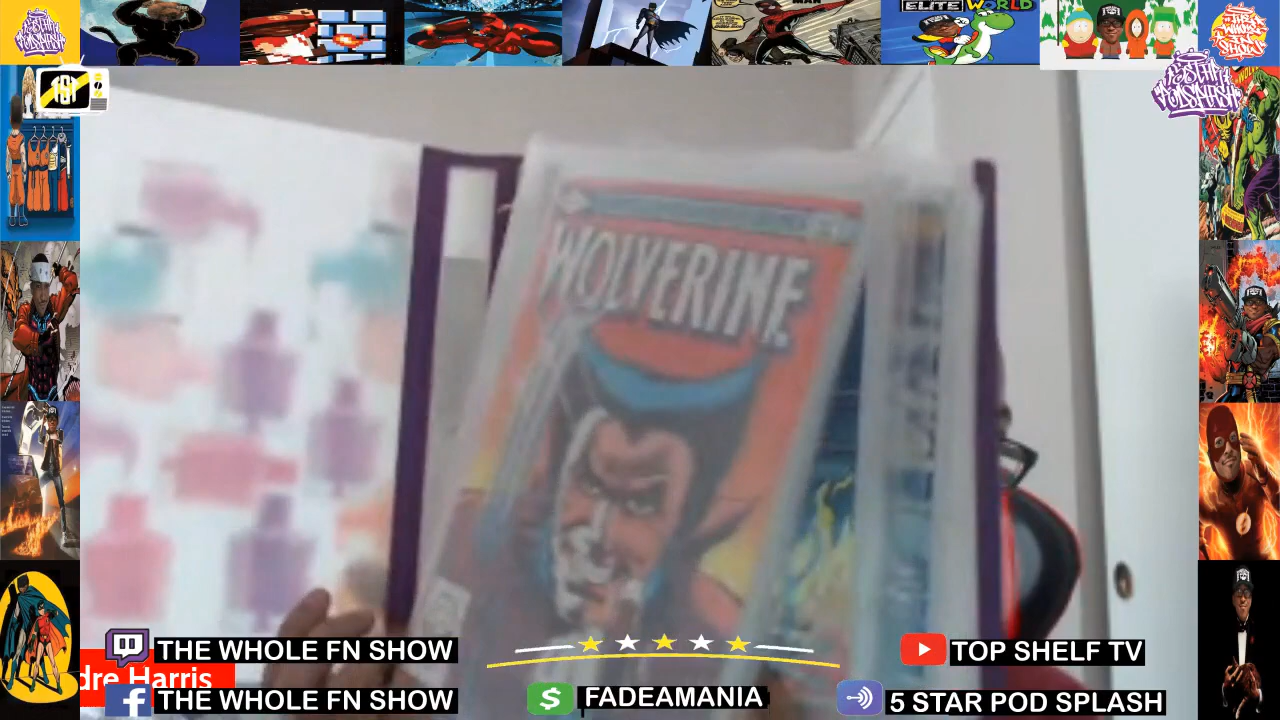 ELITE WORLD
TST
WOLVERINE
THE WHOLE FN SHOW
TOP SHELF TV
dre Harris
THE WHOLE FN SHOW
FADEAMANIA
5 STAR POD SPLASH